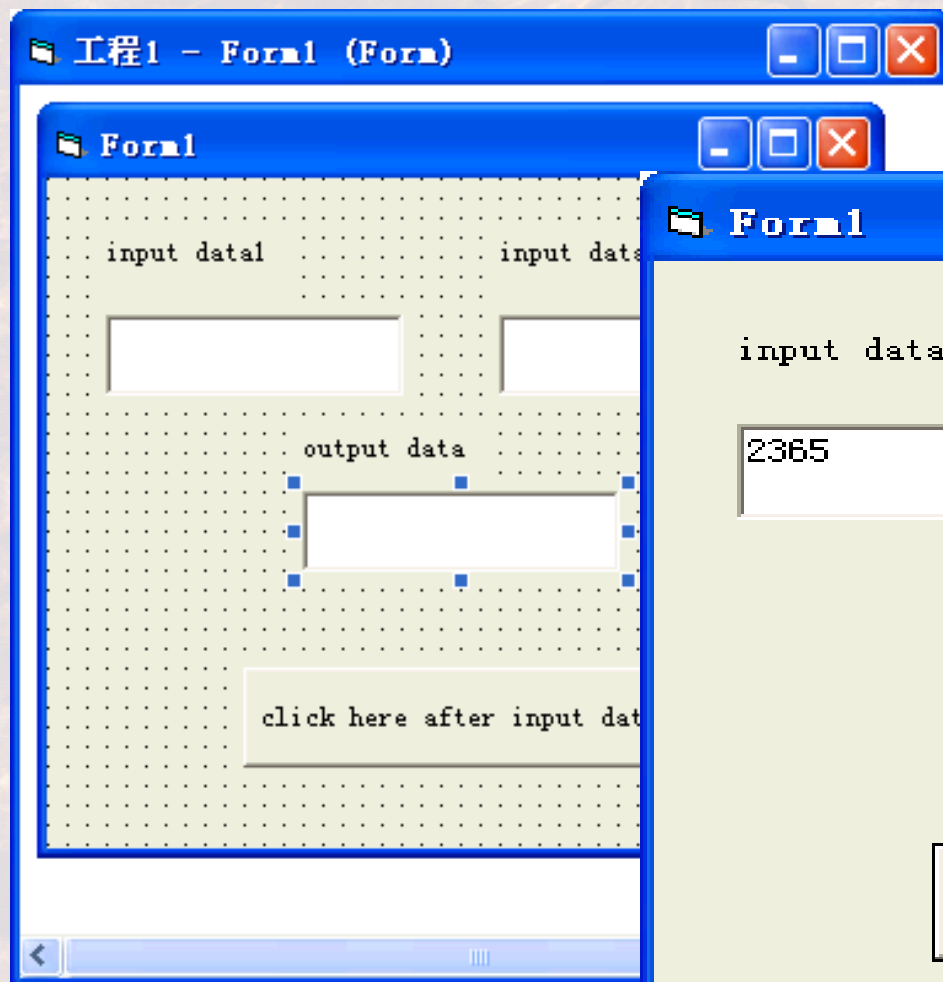 工程1 - Form1 (Form)
Form1
input data1
input data
output data
click here after input dat
Form1
input data
2365